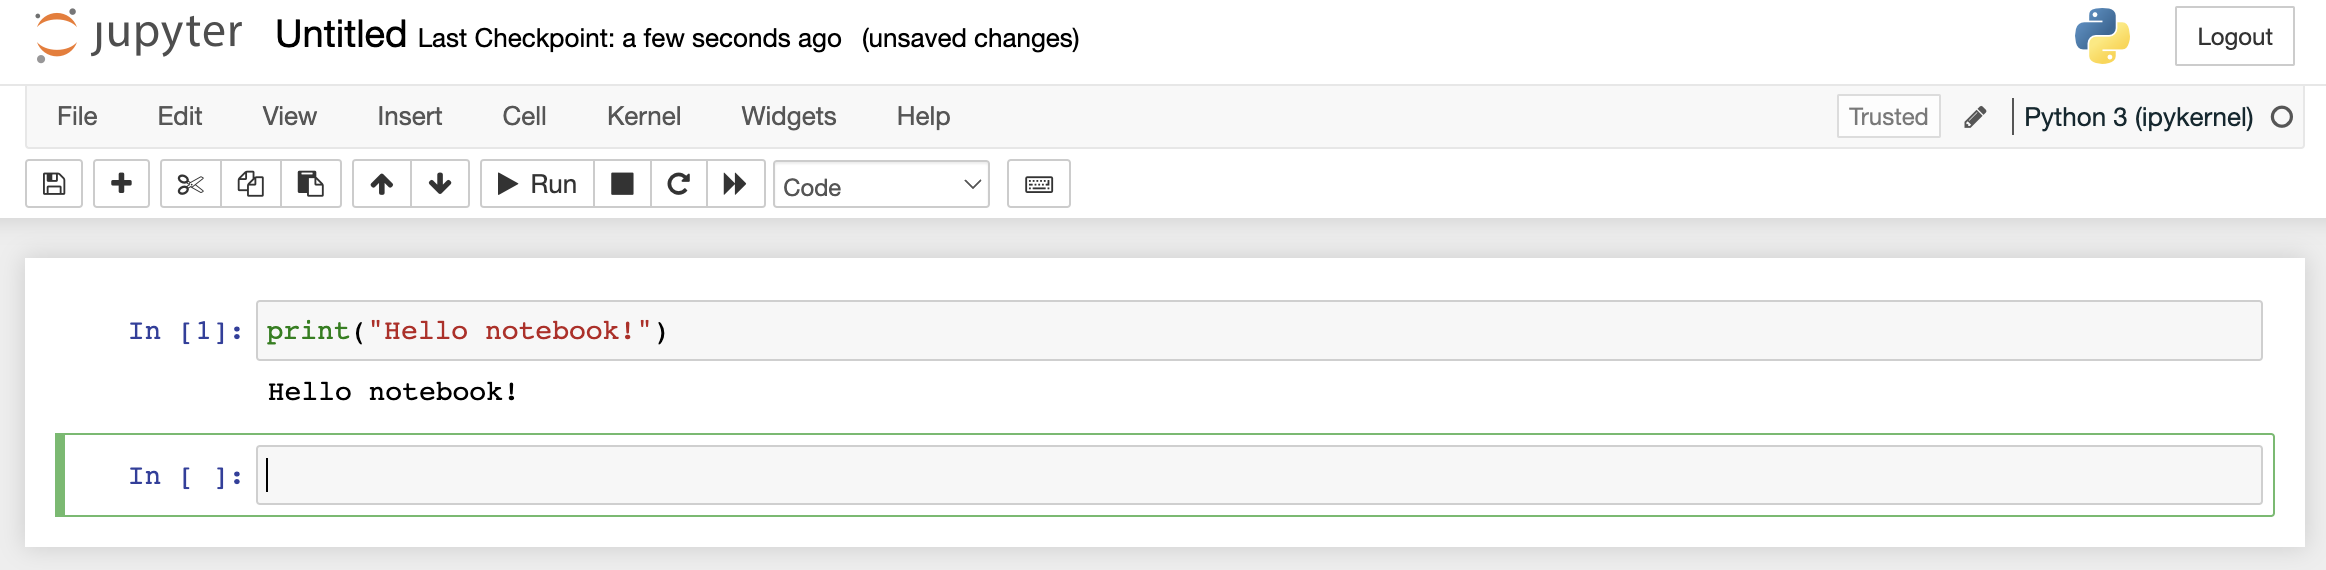 jupyter Untitled Last Checkpoint: a few seconds ago (unsaved changes) Logout
File Edit View Insert Cell Kernel Widgets Help Trusted Python 3 (ipykernel)
Run Code
In [1]: print("Hello notebook!")
Hello notebook!
In [ ]: